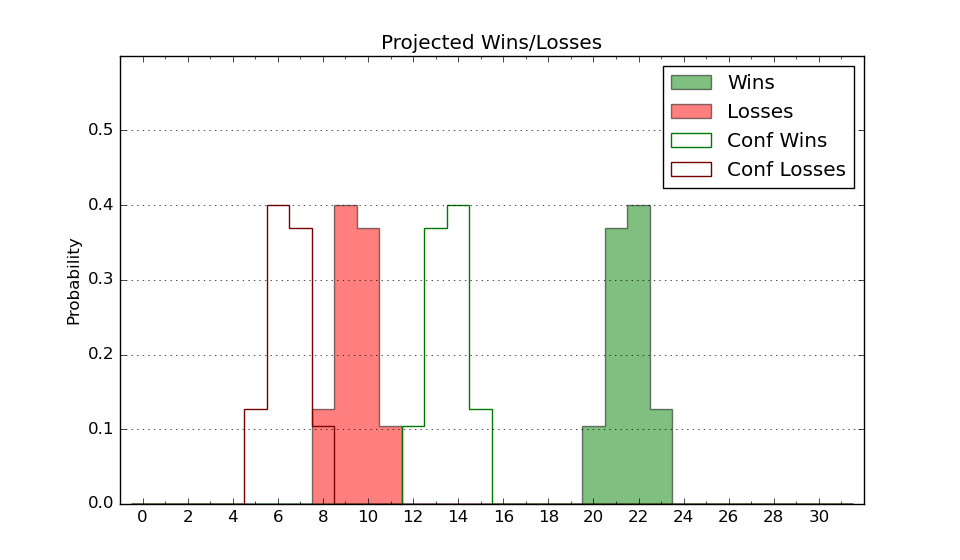 Projected Wins/Losses
Wins
Losses
Conf Wins
Conf Losses
Probability
0.5
0.4
0.3
0.2
0.1
0.0
0 2 4 6 8 10 12 14 16 18 20 22 24 26 28 30